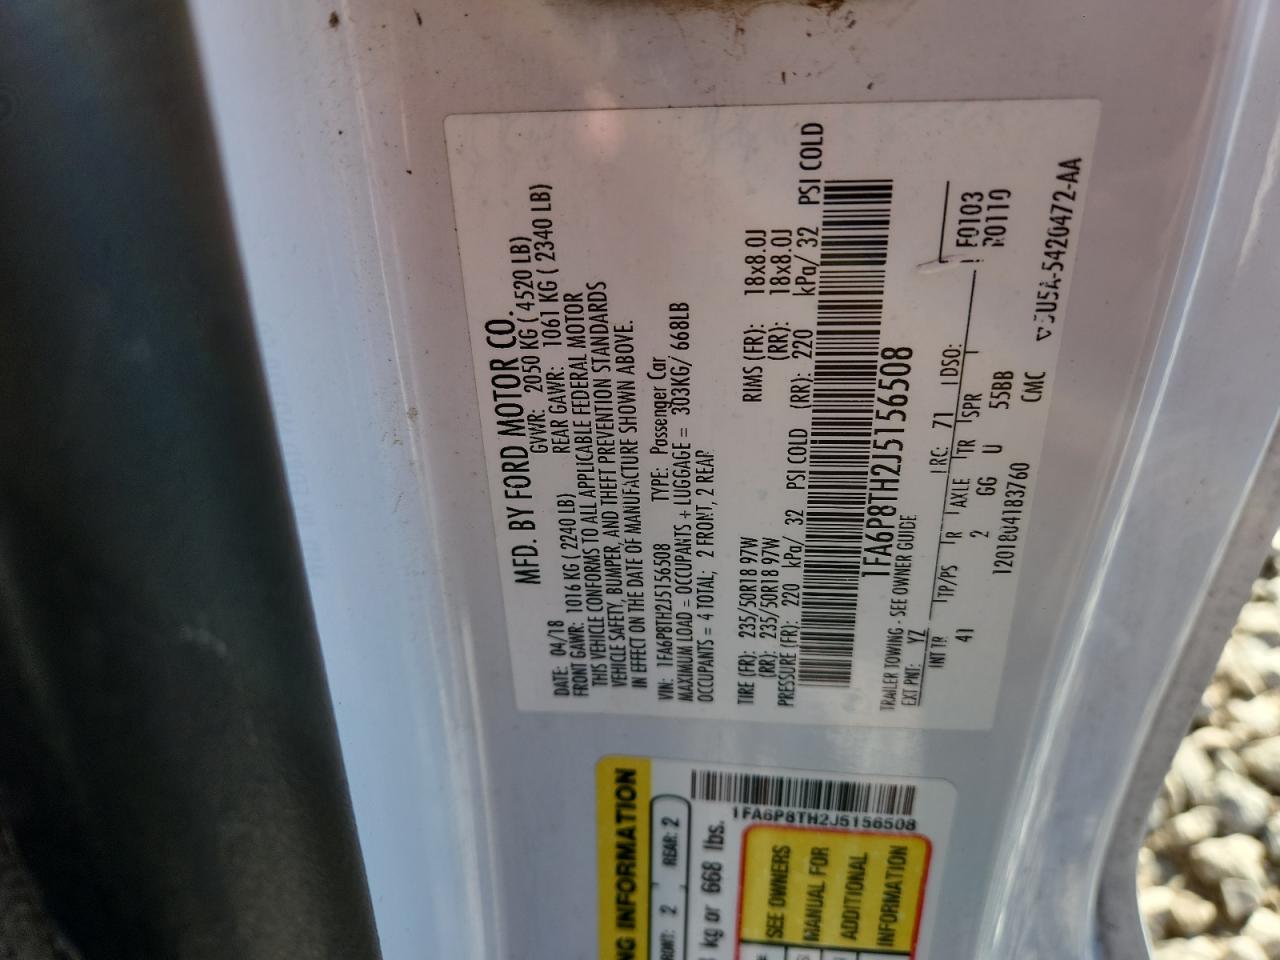 MFD. BY FORD MOTOR CO.
DATE: 04/18 GVWR: 2050 KG ( 4520 LB)
FRONT GAWR: 1016 KG ( 2240 LB) REAR GAWR: 1061 KG ( 2340 LB)
THIS VEHICLE CONFORMS TO ALL APPLICABLE FEDERAL MOTOR
VEHICLE SAFETY, BUMPER, AND THEFT PREVENTION STANDARDS
IN EFFECT ON THE DATE OF MANUFACTURE SHOWN ABOVE.
VIN: 1FA6P8TH2J5156508 TYPE: Passenger Car
MAXIMUM LOAD = OCCUPANTS + LUGGAGE = 303KG/ 668LB
OCCUPANTS = 4 TOTAL; 2 FRONT, 2 REAR
TIRE (FR): 235/50R18 97W RIMS (FR): 18x8.0J
(RR): 235/50R18 97W (RR): 18x8.0J
PRESSURE (FR): 220 kPa/ 32 PSI COLD (RR): 220 kPa/ 32 PSI COLD
1FA6P8TH2J5156508
TRAILER TOWING - SEE OWNER GUIDE
EXT PNT: YZ RC: 71 DSO:
INT TR TP/PS R AXLE TR SPR F0103
41 2 GG U 55BB R0110
1201804183760 CMC
5U5A-5420472-AA
NG INFORMATION
FRONT: 2 REAR: 2
kg or 668 lbs.
1FA6P8TH2J5156508
SEE OWNERS
MANUAL FOR
ADDITIONAL
INFORMATION